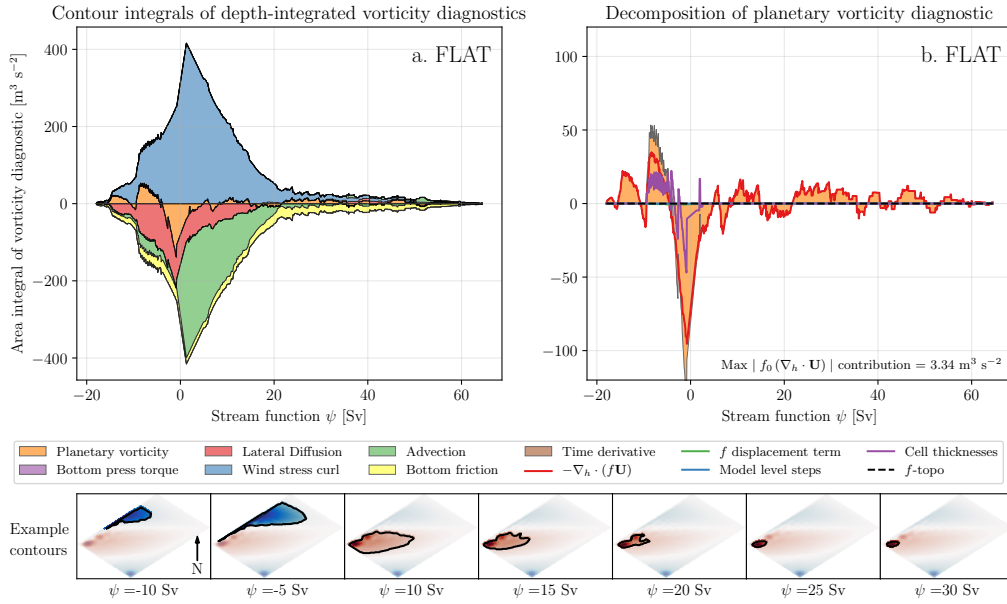 Contour integrals of depth-integrated vorticity diagnostics
Decomposition of planetary vorticity diagnostic
a. FLAT
b. FLAT
Area integral of vorticity diagnostic [m³ s⁻²]
400
200
0
−200
−400
−20
0
20
40
60
Stream function ψ [Sv]
100
50
0
−50
−100
Max | f₀ (∇ₕ · U) | contribution = 3.34 m³ s⁻²
−20
0
20
40
60
Stream function ψ [Sv]
Planetary vorticity
Lateral Diffusion
Advection
Time derivative
f displacement term
Cell thicknesses
Bottom press torque
Wind stress curl
Bottom friction
−∇ₕ · (fU)
Model level steps
f-topo
Example
contours
N
ψ =-10 Sv
ψ =-5 Sv
ψ =10 Sv
ψ =15 Sv
ψ =20 Sv
ψ =25 Sv
ψ =30 Sv